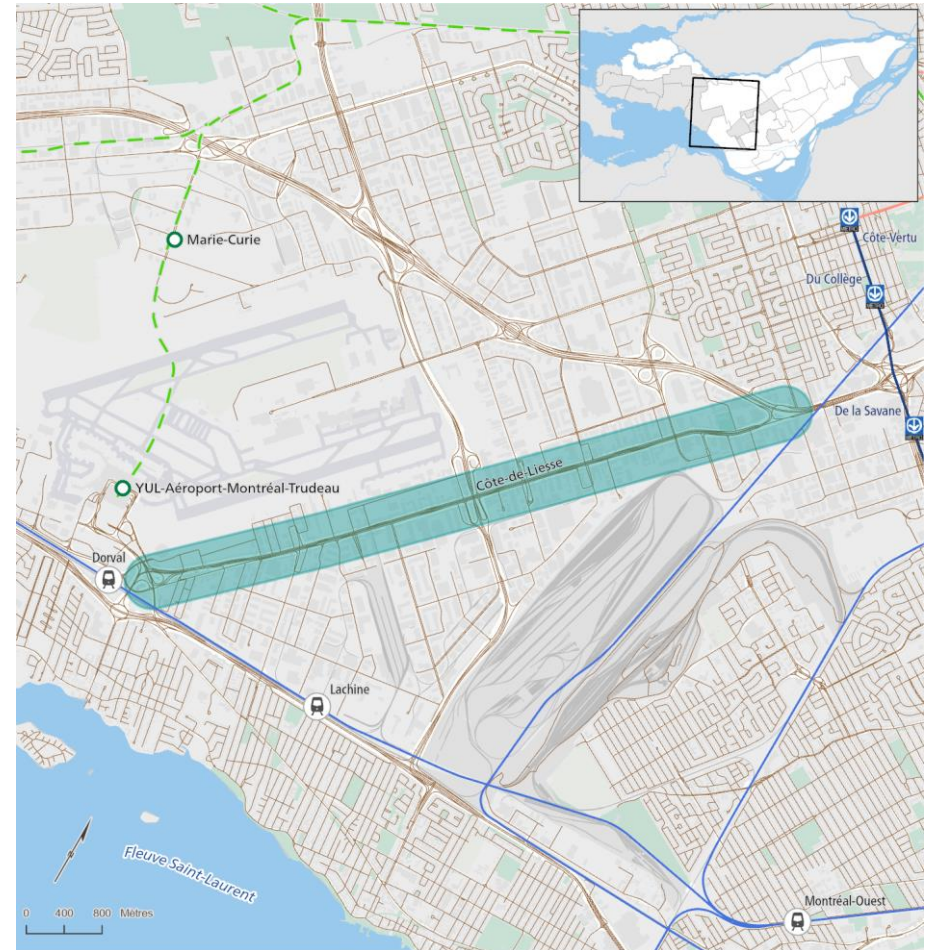 Côte-Vertu
Marie-Curie
Du Collège
De la Savane
Côte-de-Liesse
YUL-Aéroport-Montréal-Trudeau
Dorval
Lachine
Fleuve Saint-Laurent
Montréal-Ouest
0 400 800 Mètres